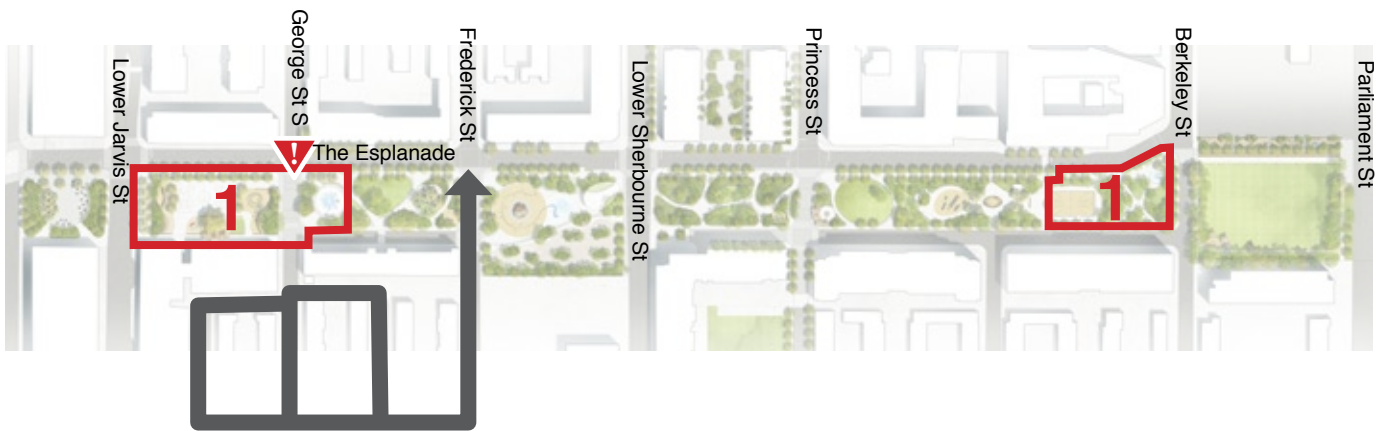 Lower Jarvis St
George St S
Frederick St
Lower Sherbourne St
Princess St
Berkeley St
Parliament St
!
The Esplanade
1
1